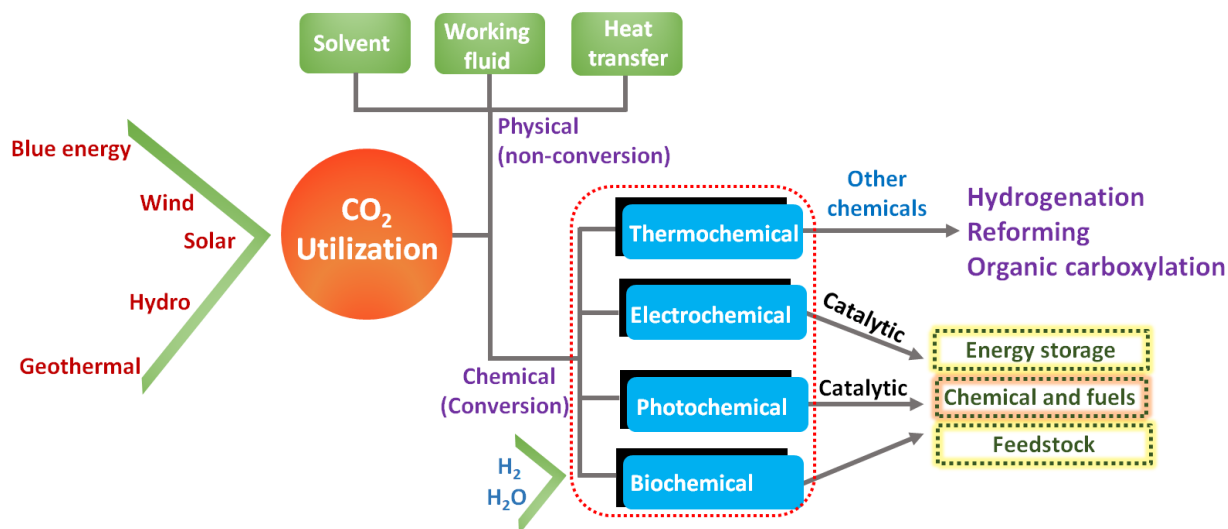 Solvent
Working
fluid
Heat
transfer
Physical
(non-conversion)
Blue energy
Wind
Solar
Hydro
Geothermal
CO₂
Utilization
Chemical
(Conversion)
H₂
H₂O
Thermochemical
Electrochemical
Photochemical
Biochemical
Other
chemicals
Catalytic
Catalytic
Hydrogenation
Reforming
Organic carboxylation
Energy storage
Chemical and fuels
Feedstock